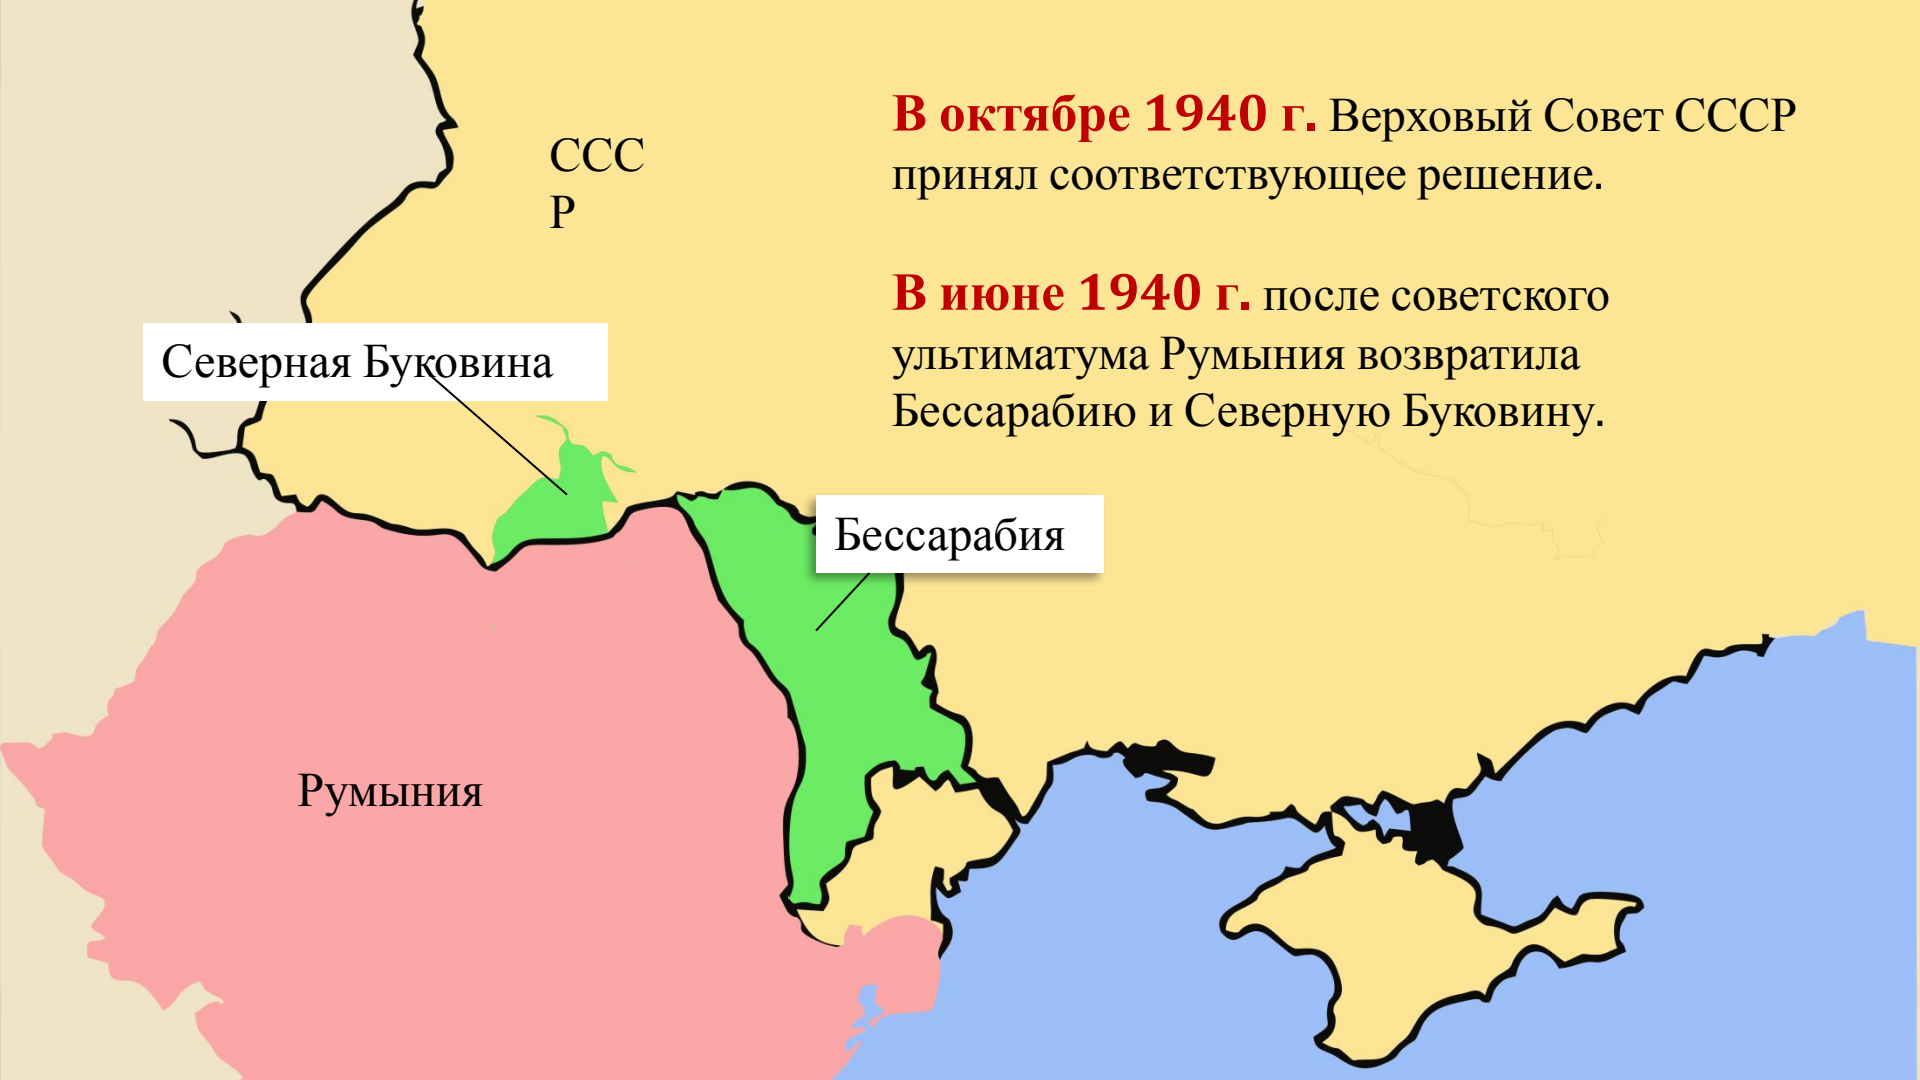 В октябре 1940 г. Верховый Совет СССР
принял соответствующее решение.
ССС
Р
В июне 1940 г. после советского
ультиматума Румыния возвратила
Бессарабию и Северную Буковину.
Северная Буковина
Бессарабия
Румыния